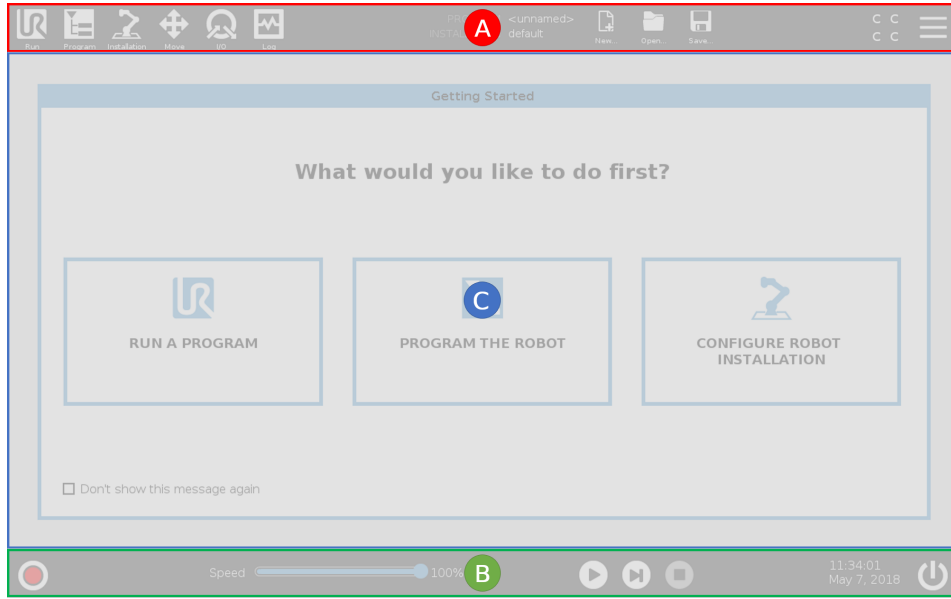 Run Program Installation Move I/O Log
<unnamed>
default
New... Open... Save...
C C
C C
A
Getting Started
What would you like to do first?
RUN A PROGRAM
PROGRAM THE ROBOT
CONFIGURE ROBOT
INSTALLATION
C
Don't show this message again
Speed 100%
B
11:34:01
May 7, 2018